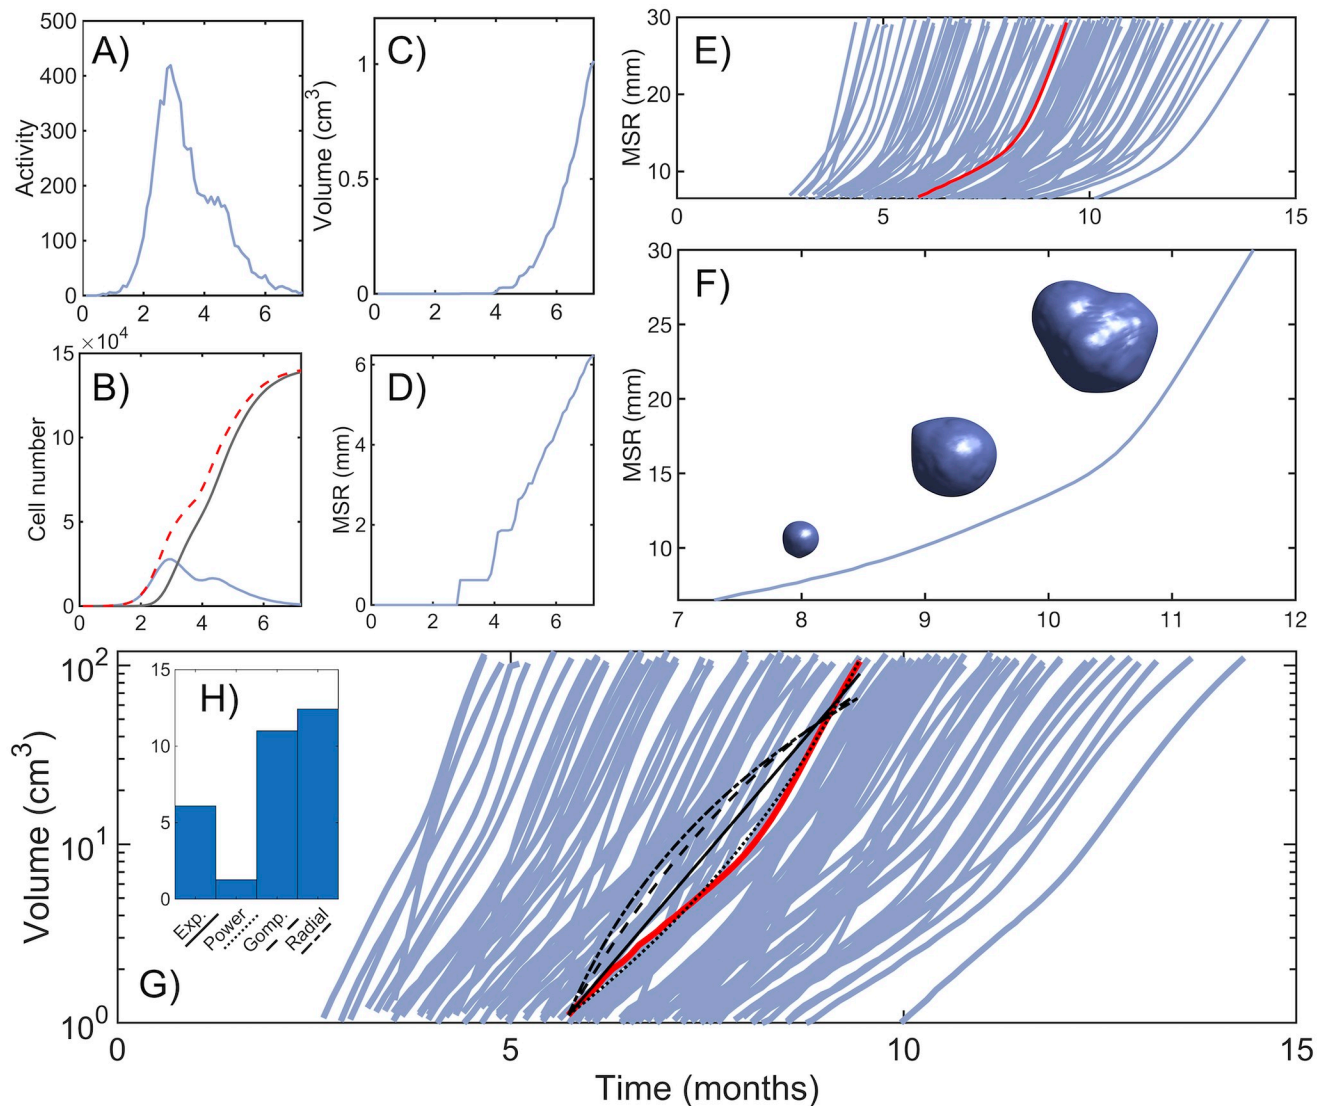 A)
Activity
500
400
300
200
100
0
0 2 4 6
C)
Volume (cm3)
1
0.5
0
0 2 4 6
E)
MSR (mm)
30
20
10
0 5 10 15
B)
×10⁴
Cell number
15
10
5
0
0 2 4 6
D)
MSR (mm)
6
4
2
0
0 2 4 6
F)
MSR (mm)
30
25
20
15
10
7 8 9 10 11 12
G)
Volume (cm³)
10²
10¹
10⁰
0 5 10 15
Time (months)
H)
15
10
5
0
Exp.
Power
Gomp.
Radial